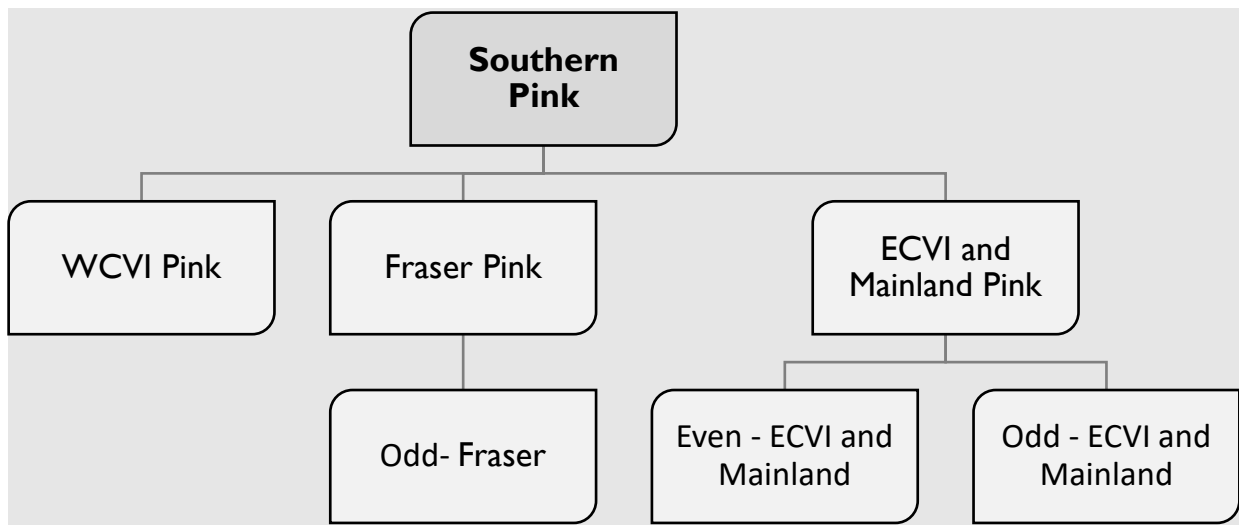 Southern
Pink
WCVI Pink
Fraser Pink
ECVI and
Mainland Pink
Odd- Fraser
Even - ECVI and
Mainland
Odd - ECVI and
Mainland